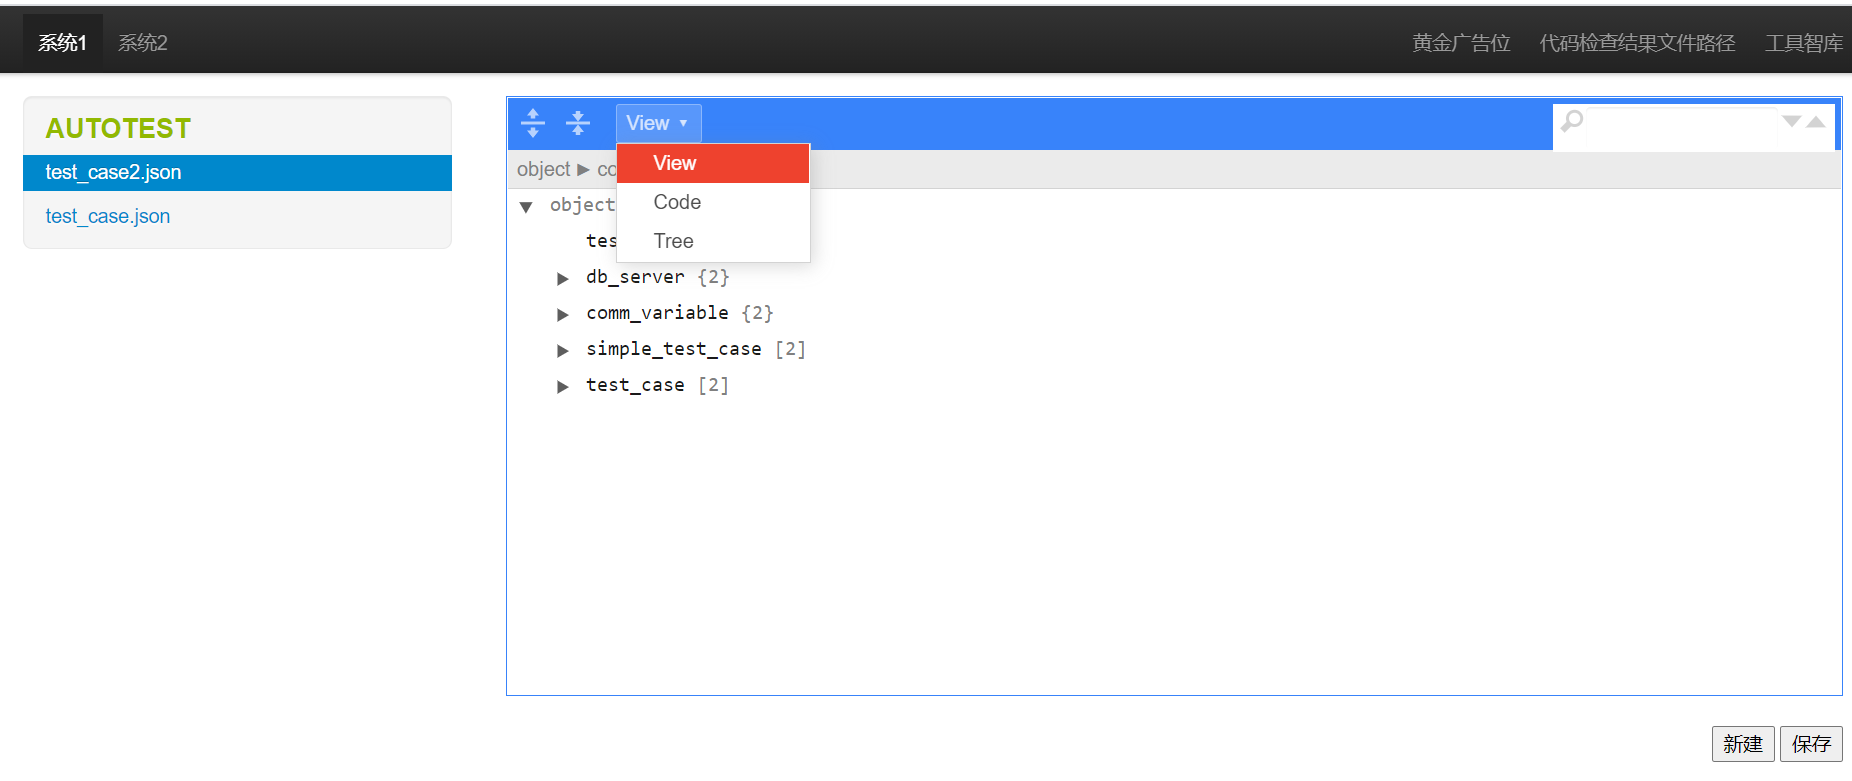 系统1 系统2 黄金广告位 代码检查结果文件路径 工具智库
AUTOTEST
test_case2.json
test_case.json
View ▼
View
Code
Tree
object ► co
▼ object
tes
► db_server {2}
► comm_variable {2}
► simple_test_case [2]
► test_case [2]
新建 保存